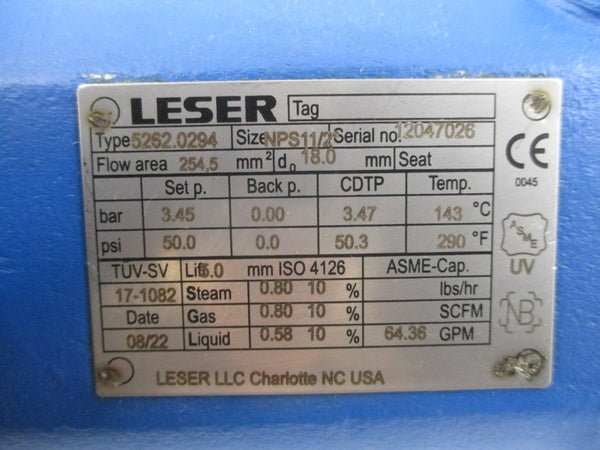 LESER Tag
Type 5262.0294 Size NPS11/2" Serial no. 12047026
Flow area 254,5 mm² d₀ 18.0 mm Seat
CE
0045
Set p. Back p. CDTP Temp.
bar 3.45 0.00 3.47 143 °C
psi 50.0 0.0 50.3 290 °F
ASME
UV
TÜV-SV Lift 5.0 mm ISO 4126 ASME-Cap.
17-1082 Steam 0.80 10 % lbs/hr
Date Gas 0.80 10 % SCFM
08/22 Liquid 0.58 10 % 64.36 GPM
NB
LESER LLC Charlotte NC USA